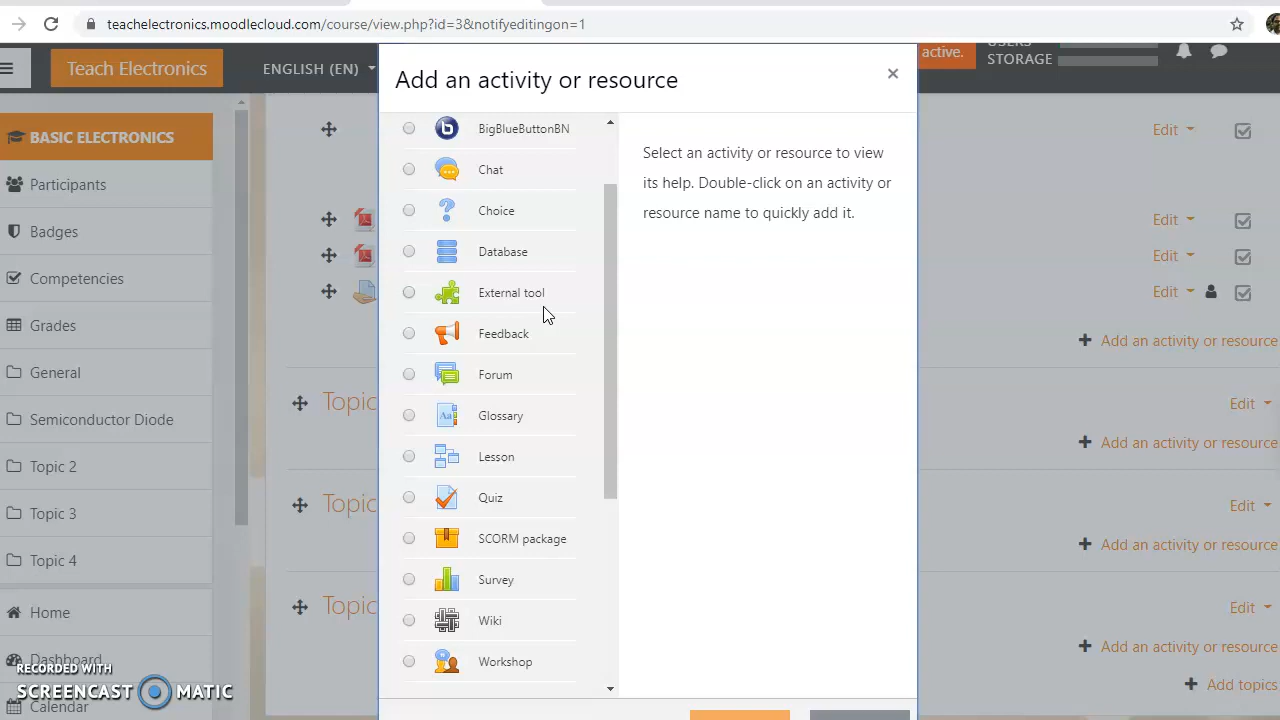 teachelectronics.moodlecloud.com/course/view.php?id=3&notifyeditingon=1
Teach Electronics
ENGLISH (EN)
active.
USERS
STORAGE
BASIC ELECTRONICS
Participants
Badges
Competencies
Grades
General
Semiconductor Diode
Topic 2
Topic 3
Topic 4
Home
Dashboard
Calendar
RECORDED WITH
SCREENCAST MATIC
Add an activity or resource
×
BigBlueButtonBN
Chat
Choice
Database
External tool
Feedback
Forum
Glossary
Lesson
Quiz
SCORM package
Survey
Wiki
Workshop
Select an activity or resource to view
its help. Double-click on an activity or
resource name to quickly add it.
Edit
Edit
Edit
Edit
Add an activity or resource
Topic
Edit
Add an activity or resource
Topic
Edit
Add an activity or resource
Topic
Edit
Add an activity or resource
Add topics